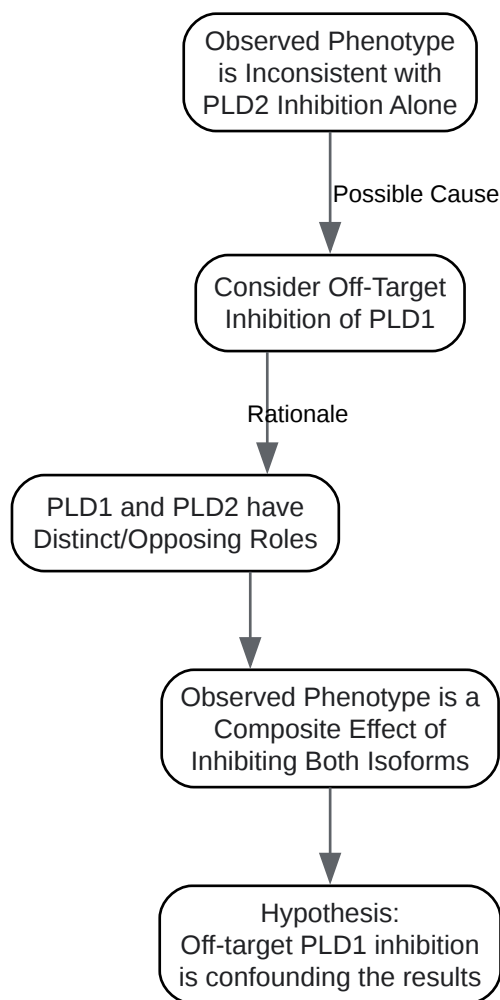 Observed Phenotype
is Inconsistent with
PLD2 Inhibition Alone
Possible Cause
Consider Off-Target
Inhibition of PLD1
Rationale
PLD1 and PLD2 have
Distinct/Opposing Roles
Observed Phenotype is a
Composite Effect of
Inhibiting Both Isoforms
Hypothesis:
Off-target PLD1 inhibition
is confounding the results